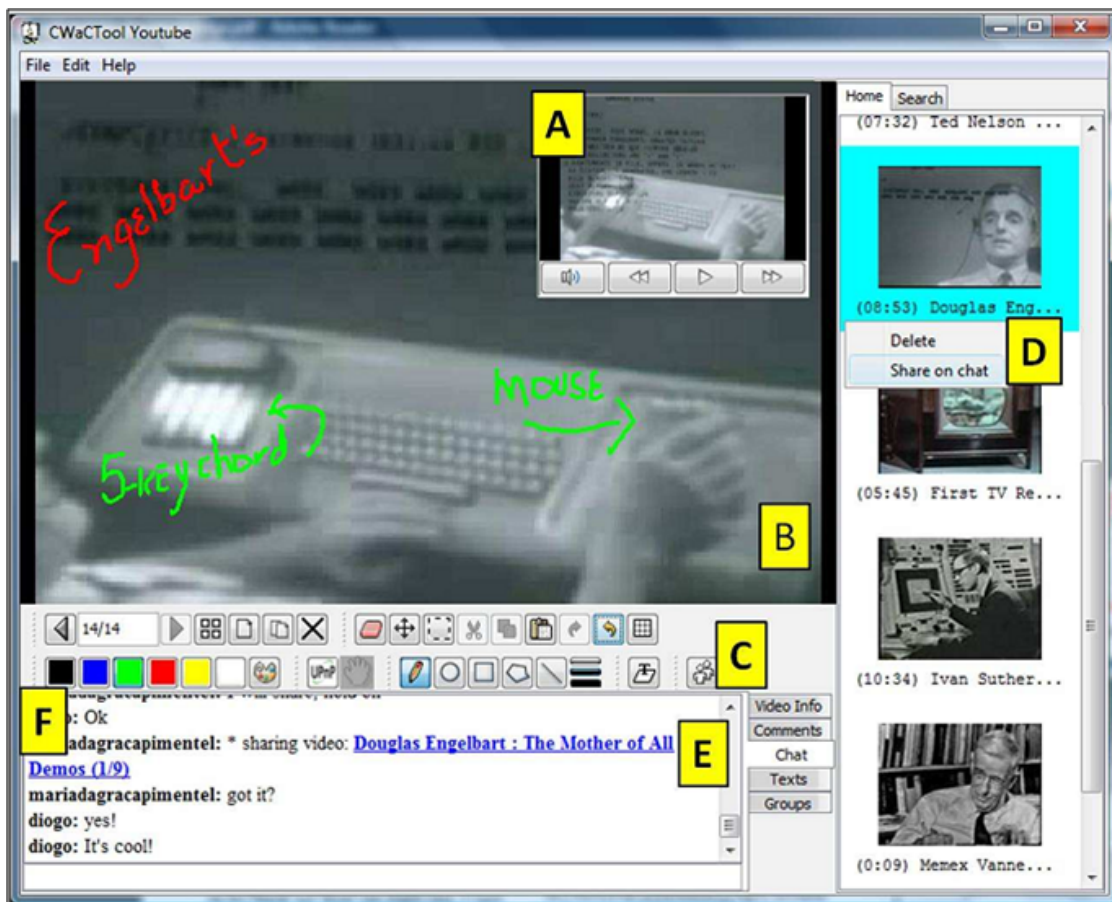 CWaCTool Youtube
File Edit Help
Engelbart's
A
Home Search
(07:32) Ted Nelson ...
(08:53) Douglas Eng...
Delete
Share on chat
D
MOUSE
5-key chord
B
(05:45) First TV Re...
14/14
C
UPnP
(10:34) Ivan Suther...
F
: Ok
E
adagracapimentel: * sharing video: Douglas Engelbart : The Mother of All
Demos (1/9)
mariadagracapimentel: got it?
diogo: yes!
diogo: It's cool!
Video Info
Comments
Chat
Texts
Groups
(0:09) Memex Vanne...